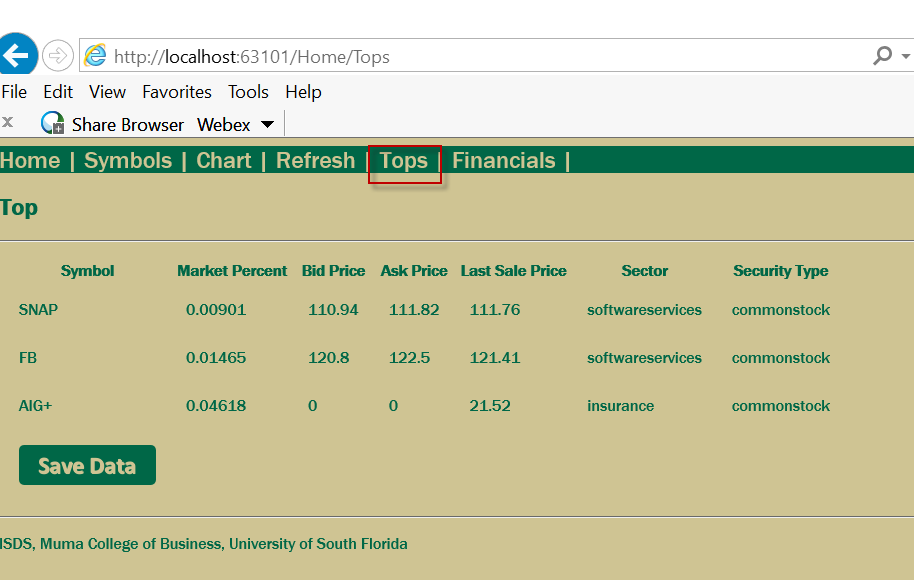 http://localhost:63101/Home/Tops
File Edit View Favorites Tools Help
x Share Browser Webex
Home | Symbols | Chart | Refresh | Tops | Financials |
Top
Symbol Market Percent Bid Price Ask Price Last Sale Price Sector Security Type
SNAP 0.00901 110.94 111.82 111.76 softwareservices commonstock
FB 0.01465 120.8 122.5 121.41 softwareservices commonstock
AIG+ 0.04618 0 0 21.52 insurance commonstock
Save Data
ISDS, Muma College of Business, University of South Florida